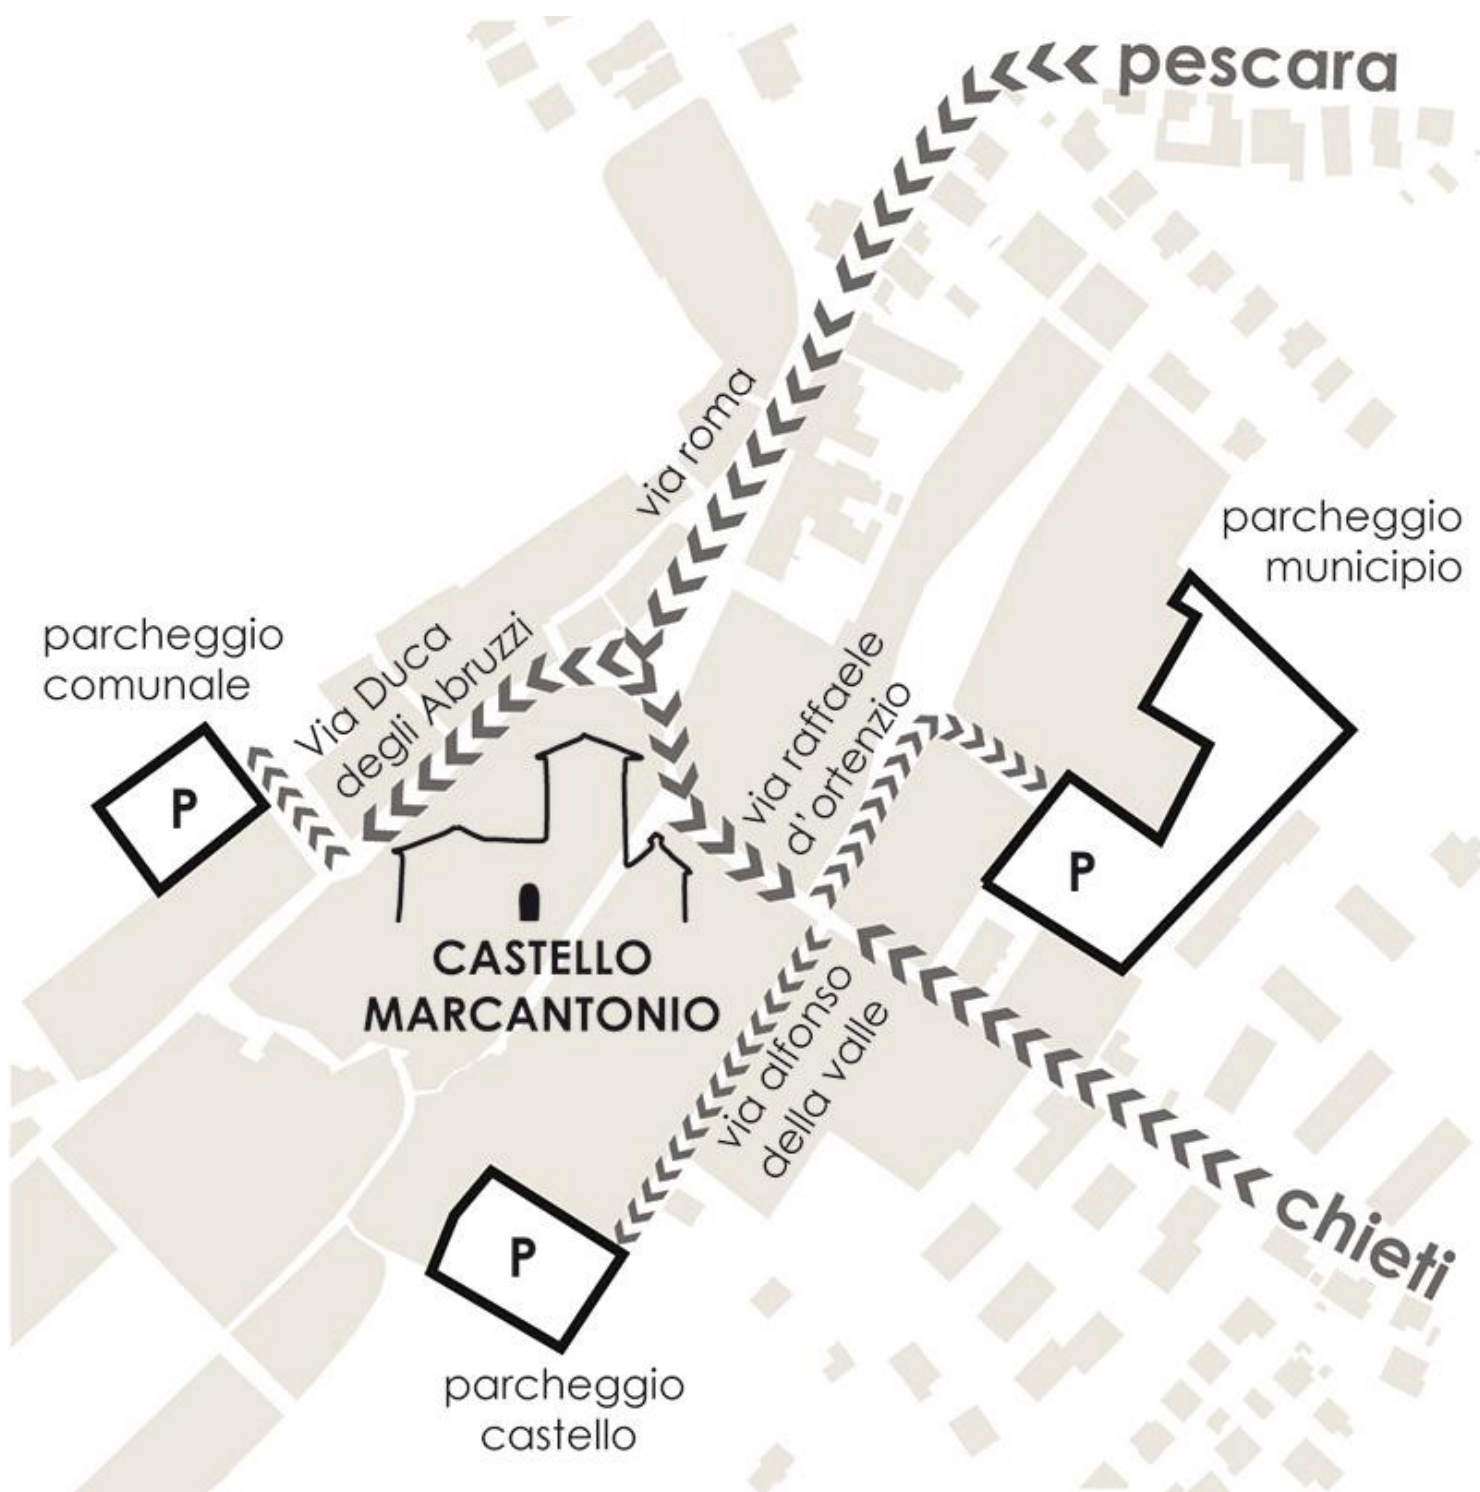 pescara
via roma
parcheggio
municipio
parcheggio
comunale
Via Duca
degli Abruzzi
via raffaele
d'ortenzio
P
P
CASTELLO
MARCANTONIO
via alfonso
della valle
chieti
P
parcheggio
castello